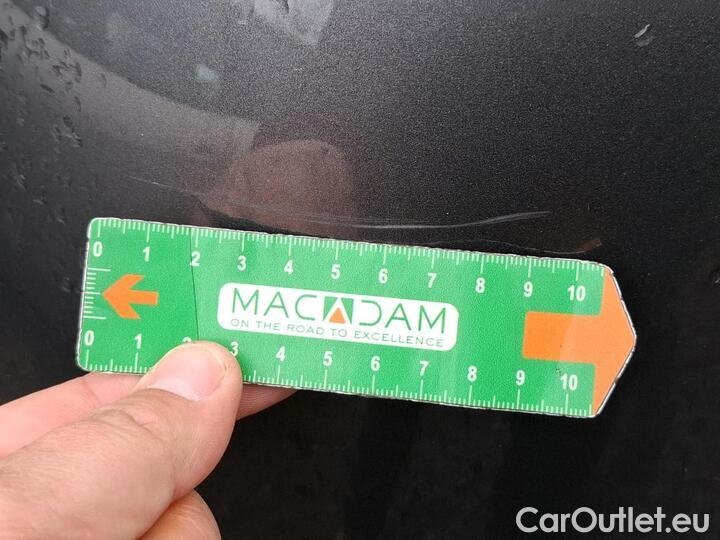 0 1 2 3 4 5 6 7 8 9 10
MACADAM
ON THE ROAD TO EXCELLENCE
0 1 3 4 5 6 7 8 9 10
CarOutlet.eu